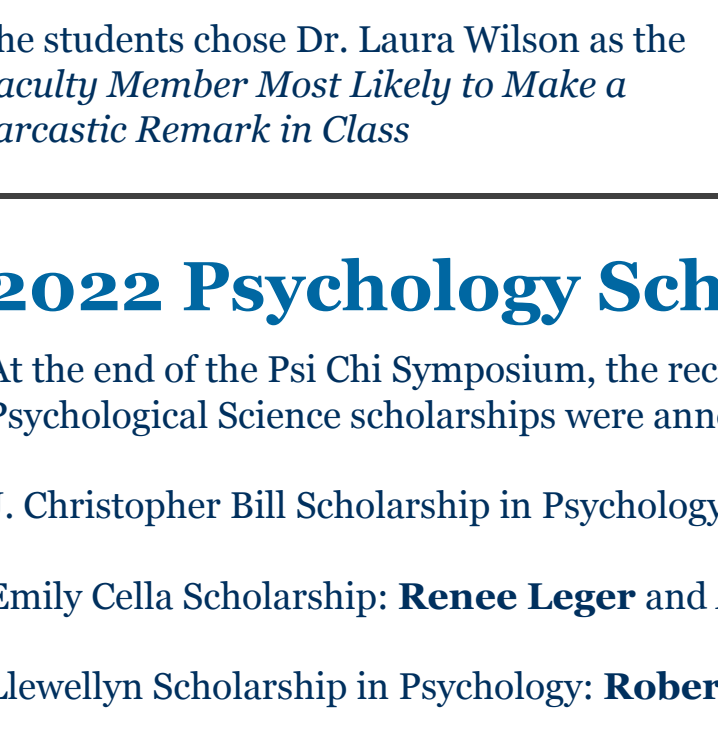 he students chose Dr. Laura Wilson as the
aculty Member Most Likely to Make a
arcastic Remark in Class
2022 Psychology Sch
At the end of the Psi Chi Symposium, the rec
Psychological Science scholarships were ann
J. Christopher Bill Scholarship in Psychology
Emily Cella Scholarship: Renee Leger and
Llewellyn Scholarship in Psychology: Rober